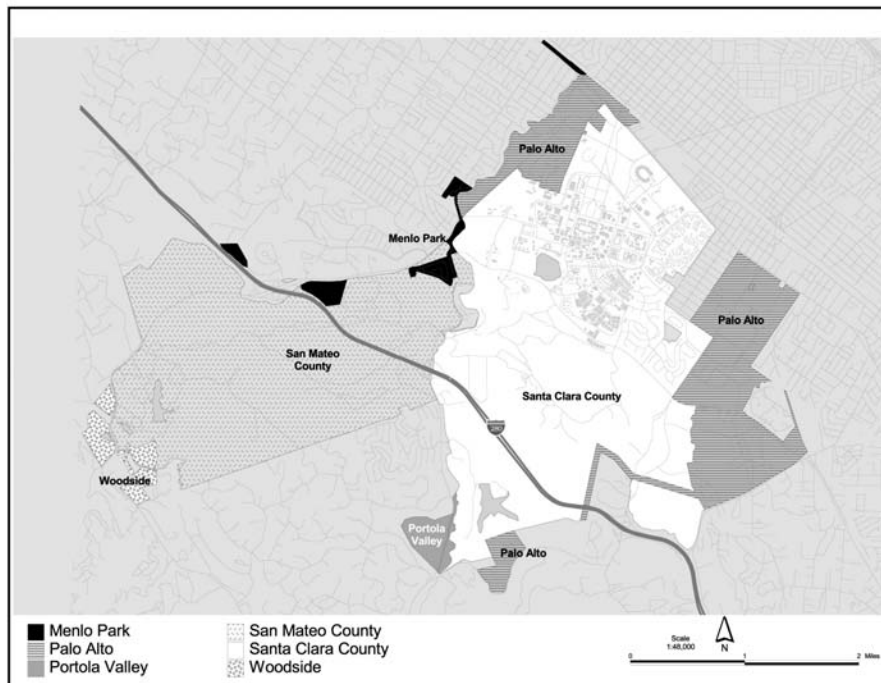 Palo Alto
Menlo Park
Palo Alto
San Mateo
County
Santa Clara County
280
Woodside
Portola
Valley
Palo Alto
Menlo Park
Palo Alto
Portola Valley
San Mateo County
Santa Clara County
Woodside
Scale
1:48,000
N
0 1 2 Miles